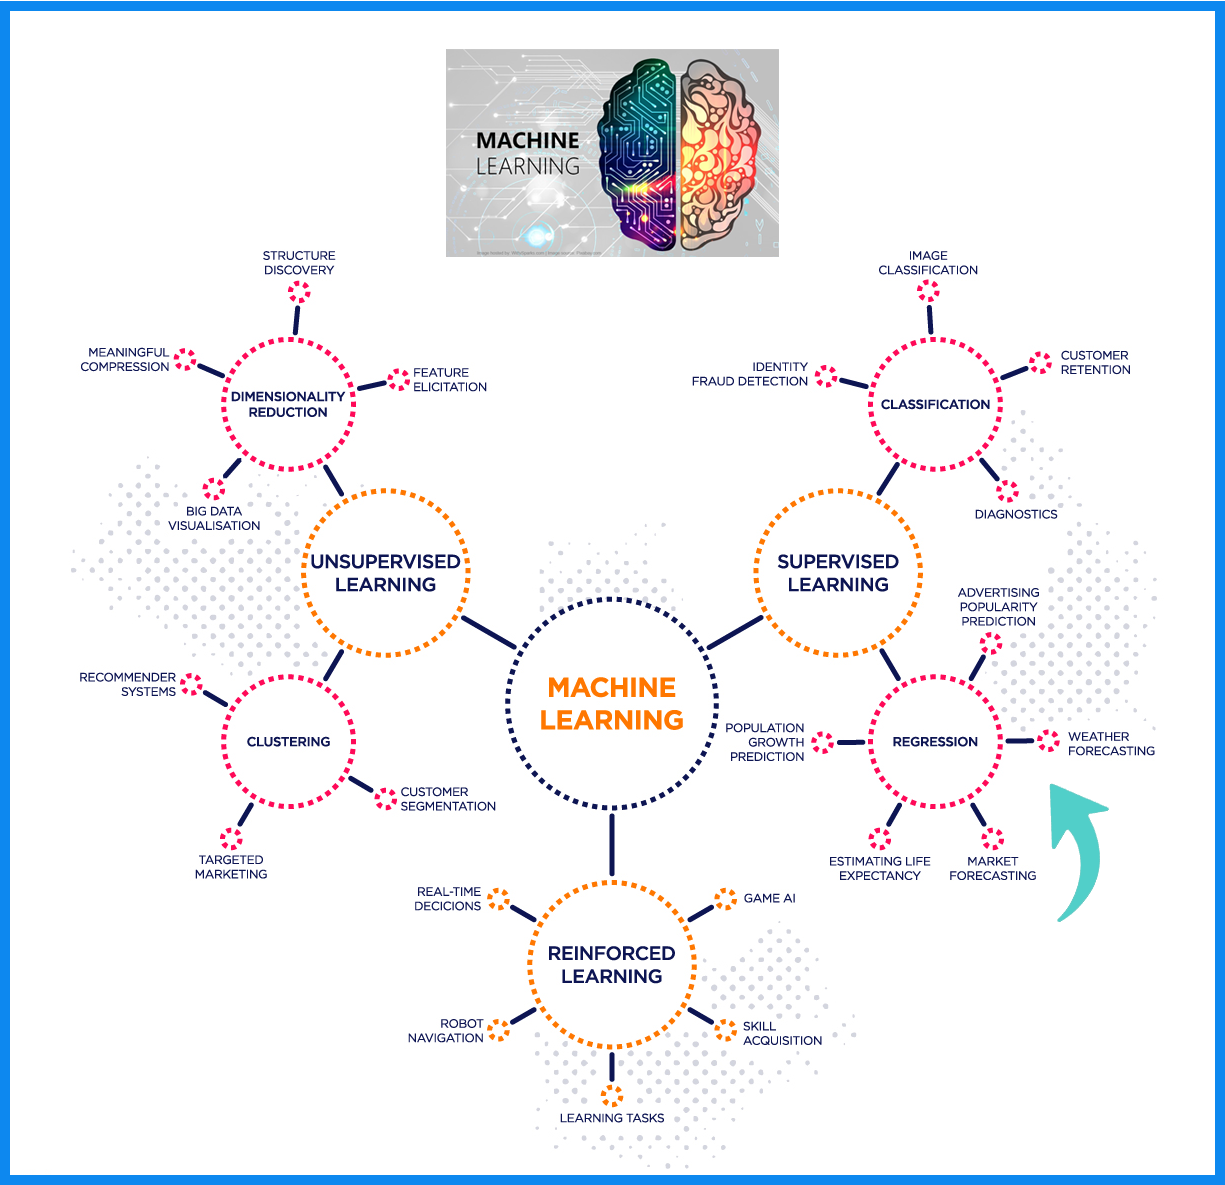 MACHINE
LEARNING
STRUCTURE
DISCOVERY
MEANINGFUL
COMPRESSION
FEATURE
ELICITATION
DIMENSIONALITY
REDUCTION
BIG DATA
VISUALISATION
IMAGE
CLASSIFICATION
IDENTITY
FRAUD DETECTION
CUSTOMER
RETENTION
CLASSIFICATION
DIAGNOSTICS
UNSUPERVISED
LEARNING
SUPERVISED
LEARNING
ADVERTISING
POPULARITY
PREDICTION
RECOMMENDER
SYSTEMS
CLUSTERING
CUSTOMER
SEGMENTATION
TARGETED
MARKETING
MACHINE
LEARNING
POPULATION
GROWTH
PREDICTION
REGRESSION
WEATHER
FORECASTING
ESTIMATING LIFE
EXPECTANCY
MARKET
FORECASTING
REAL-TIME
DECICIONS
GAME AI
REINFORCED
LEARNING
ROBOT
NAVIGATION
SKILL
ACQUISITION
LEARNING TASKS